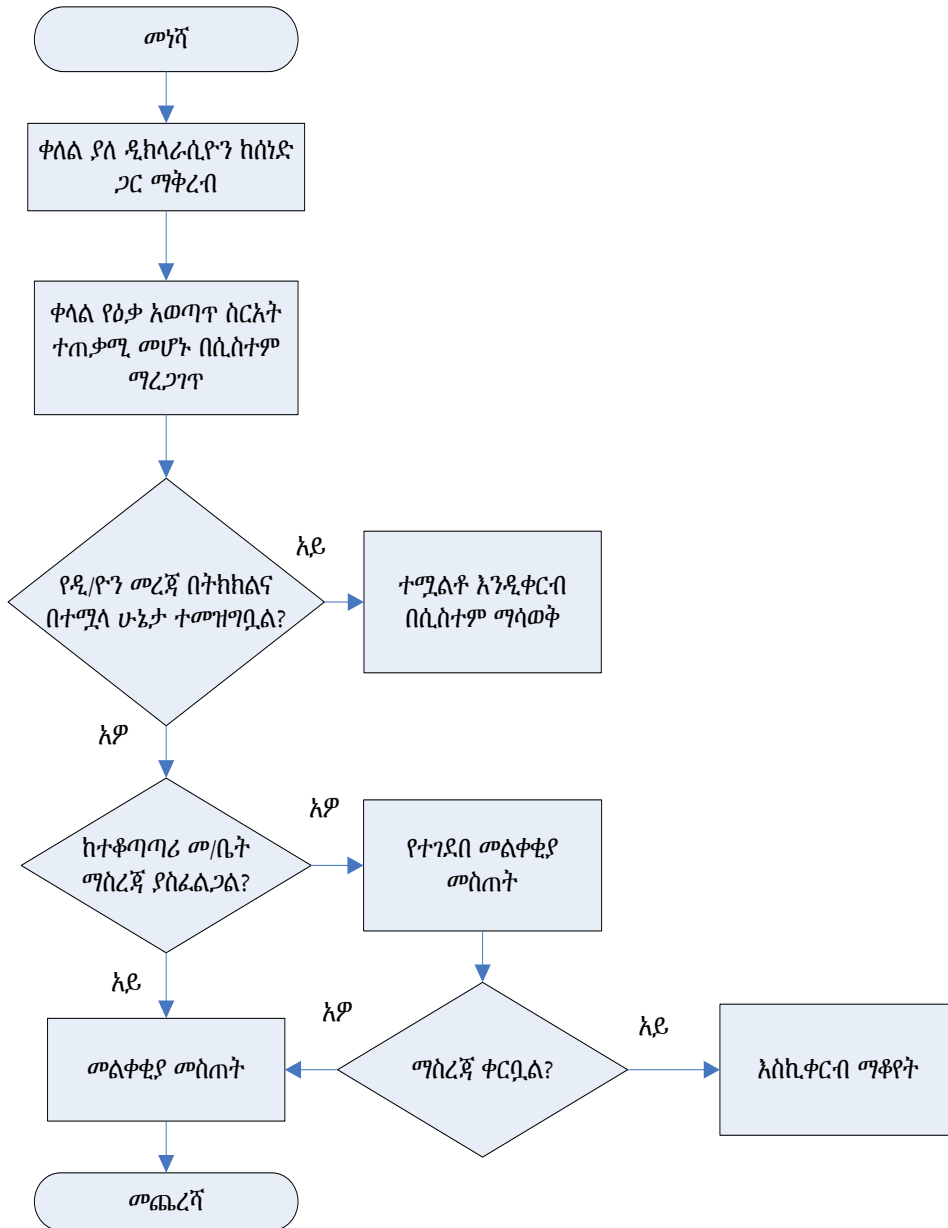 መነሻ
ቀለል ያለ ዲክላራሲዮን ከሰነድ
ጋር ማቅረብ
ቀላል የዕቃ አወጣጥ ስርአት
ተጠቃሚ መሆኑ በሲስተም
ማረጋገጥ
የዲ/ዮን መረጃ በትክክልና
በተሟላ ሁኔታ ተመዝግቧል?
አይ
ተሟልቶ እንዲቀርብ
በሲስተም ማሳወቅ
አዎ
ከተቆጣጣሪ መ/ቤት
ማስረጃ ያስፈልጋል?
አዎ
የተገደበ መልቀቂያ
መስጠት
አይ
መልቀቂያ መስጠት
አዎ
ማስረጃ ቀርቧል?
አይ
እስኪቀርብ ማቆየት
መጨረሻ